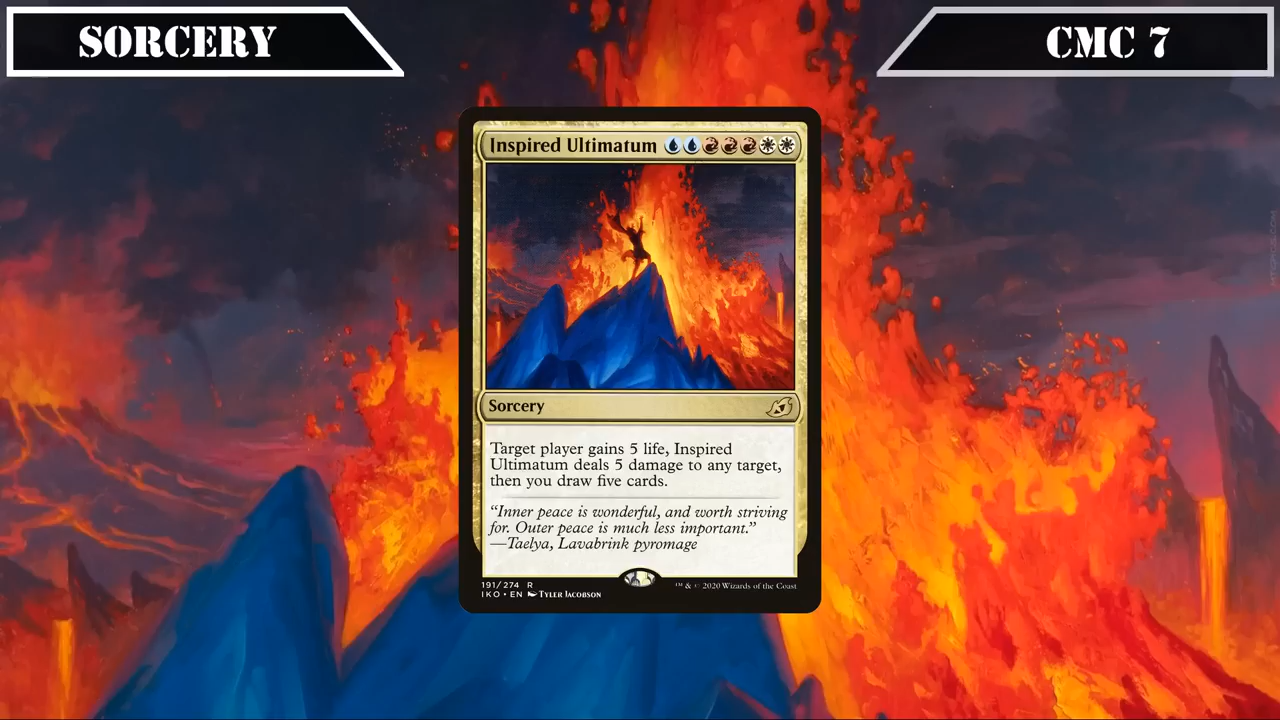 SORCERY
CMC 7
Inspired Ultimatum
Sorcery
Target player gains 5 life, Inspired
Ultimatum deals 5 damage to any target,
then you draw five cards.
“Inner peace is wonderful, and worth striving
for. Outer peace is much less important.”
—Taelya, Lavabrink pyromage
191/274 R
™ & © 2020 Wizards of the Coast
IKO • EN Tyler Jacobson